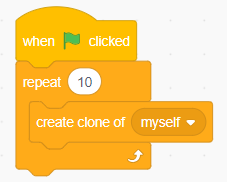 when clicked
repeat 10
create clone of myself